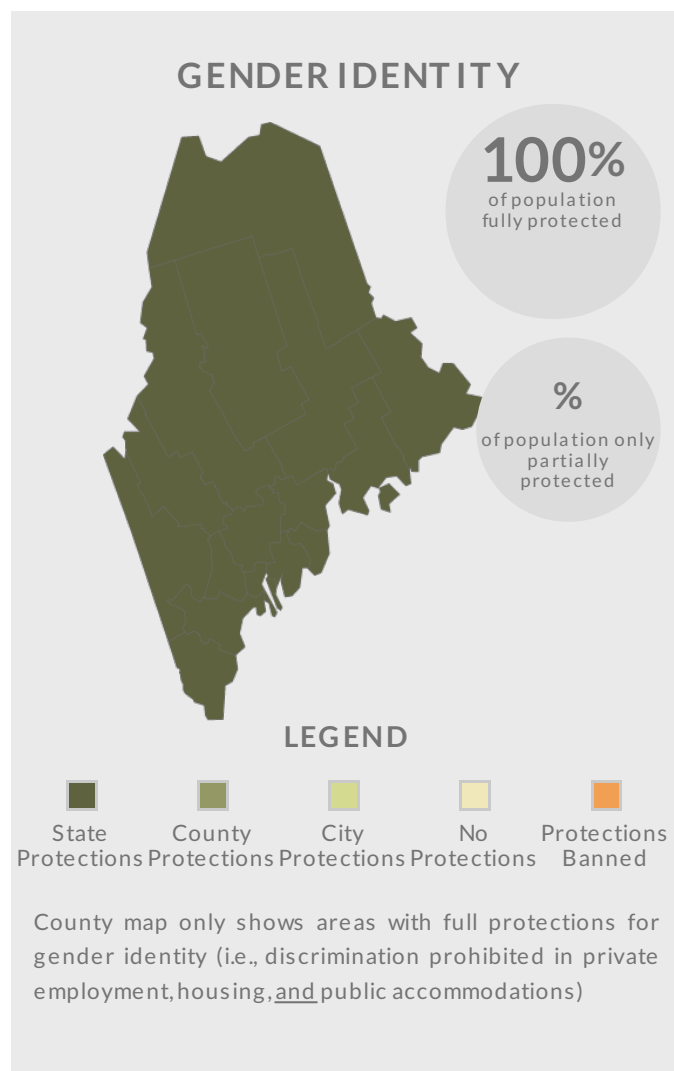 GENDER IDENTITY
100%
of population
fully protected
%
of population only
partially
protected
LEGEND
State
Protections
County
Protections
City
Protections
No
Protections
Protections
Banned
County map only shows areas with full protections for
gender identity (i.e., discrimination prohibited in private
employment, housing, and public accommodations)